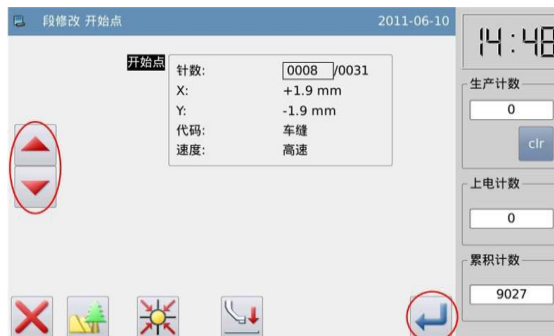 段修改 开始点 2011-06-10
14:48
开始点
针数: 0008 /0031
X: +1.9 mm
Y: -1.9 mm
代码: 车缝
速度: 高速
生产计数
0
clr
上电计数
0
累积计数
9027